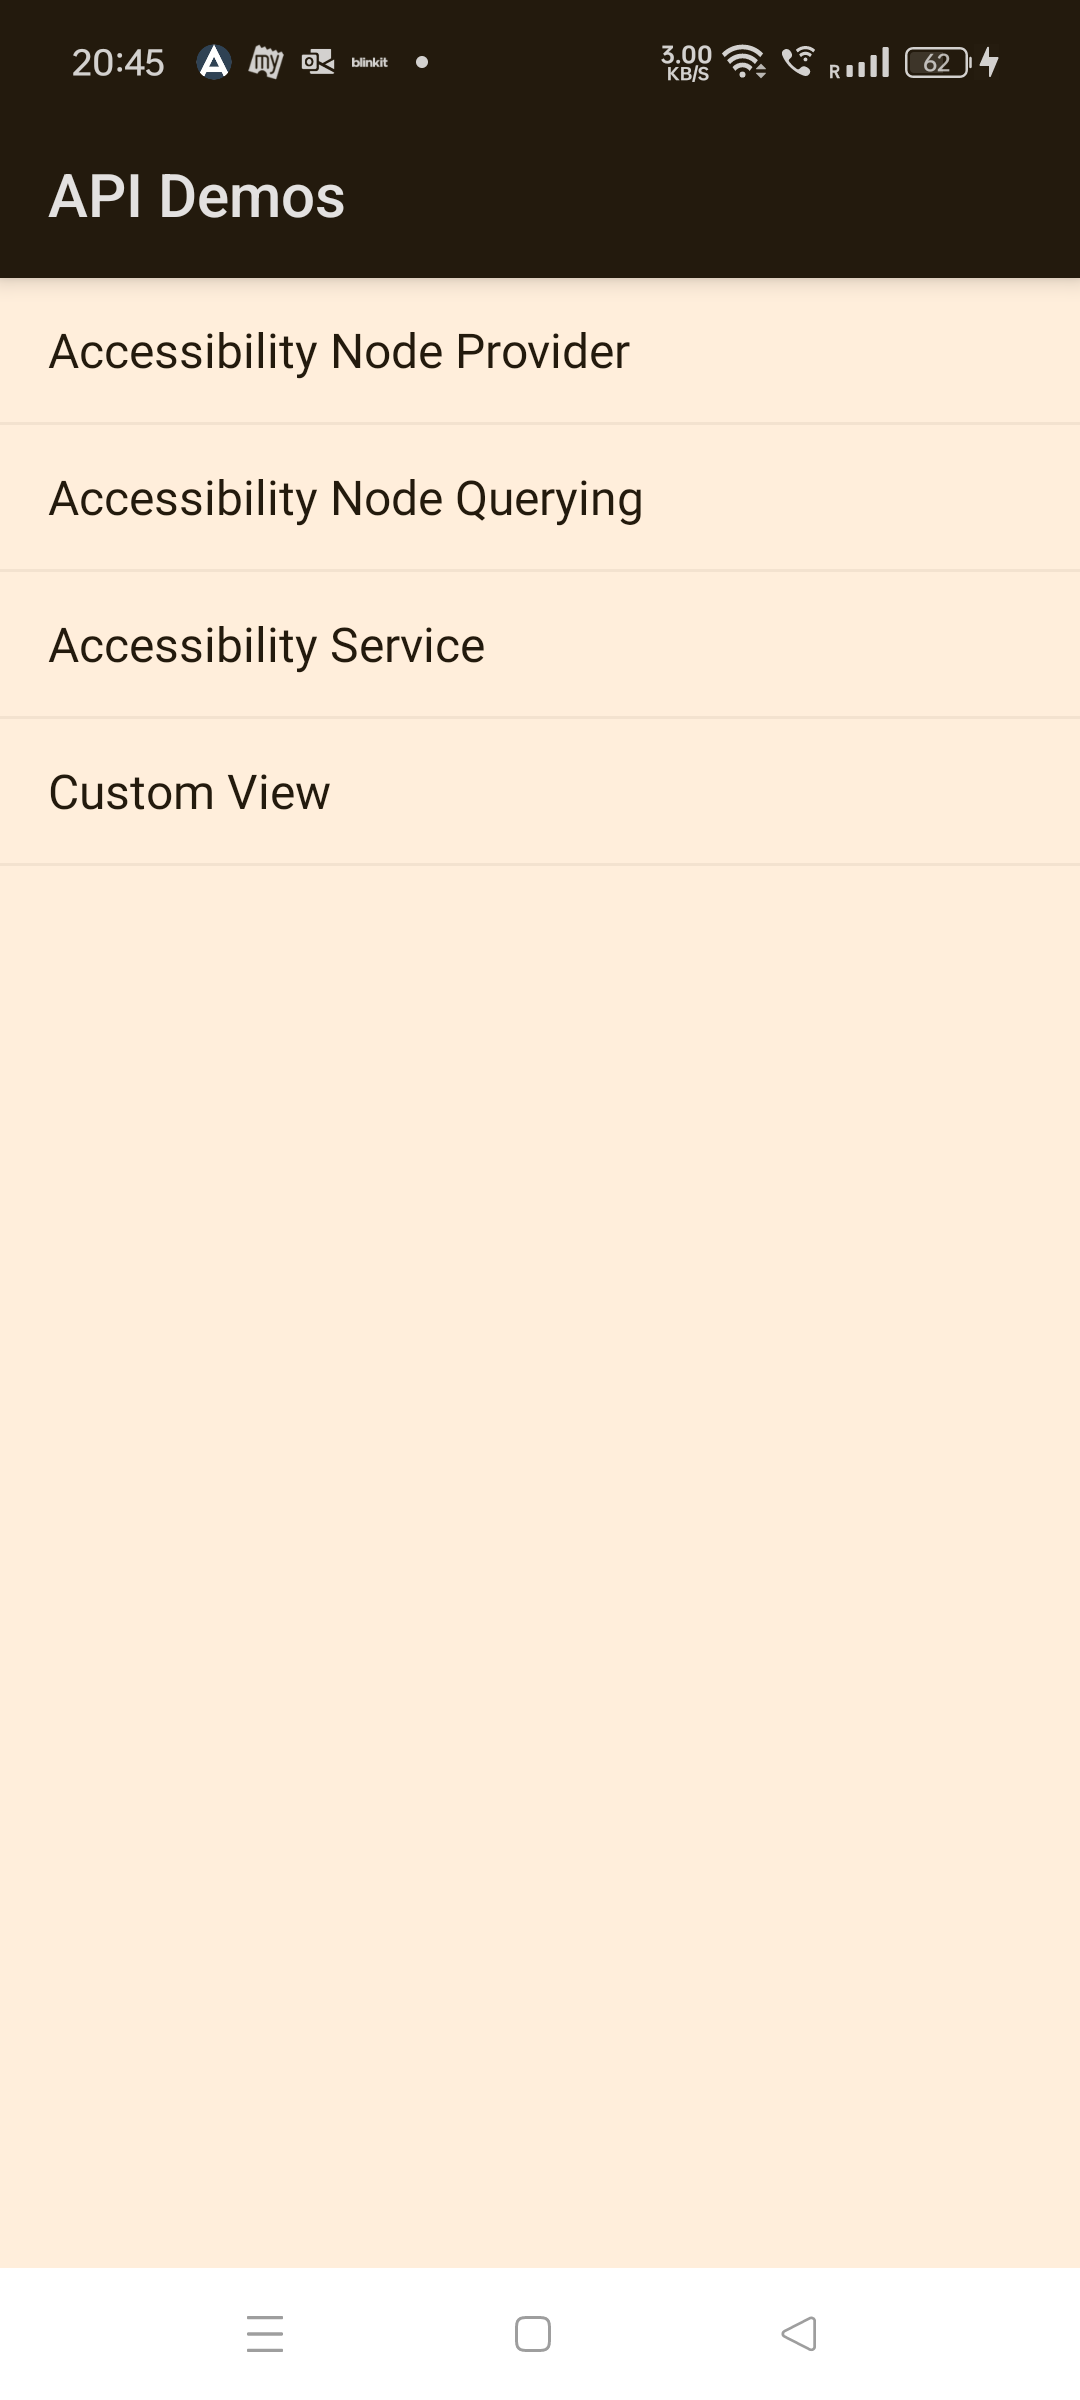 20:45 my blinkit 3.00 KB/S R 62
API Demos
Accessibility Node Provider
Accessibility Node Querying
Accessibility Service
Custom View